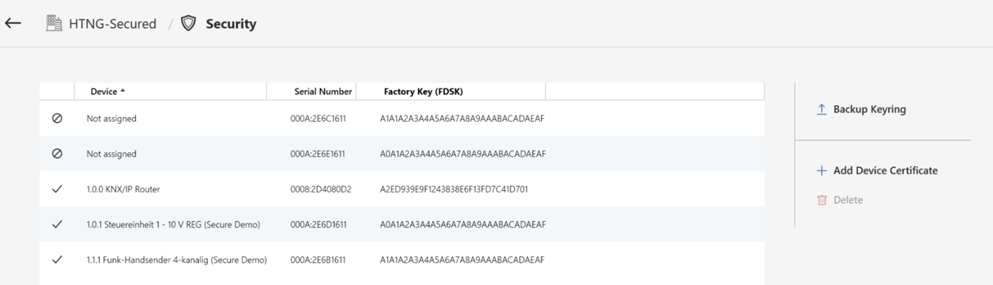 HTNG-Secured / Security
Device Serial Number Factory Key (FDSK)
Not assigned 000A:2E6C1611 A1A1A2A3A4A5A6A7A8A9AAABACADAEAF
Not assigned 000A:2E6E1611 A0A1A2A3A4A5A6A7A8A9AAABACADAEAF
1.0.0 KNX/IP Router 0008:2D4080D2 A2ED939E9F1243838E6F13FD7C41D701
1.0.1 Steuereinheit 1 - 10 V REG (Secure Demo) 000A:2E6D1611 A0A1A2A3A4A5A6A7A8A9AAABACADAEAF
1.1.1 Funk-Handsender 4-kanalig (Secure Demo) 000A:2E6B1611 A1A1A2A3A4A5A6A7A8A9AAABACADAEAF
Backup Keyring
Add Device Certificate
Delete